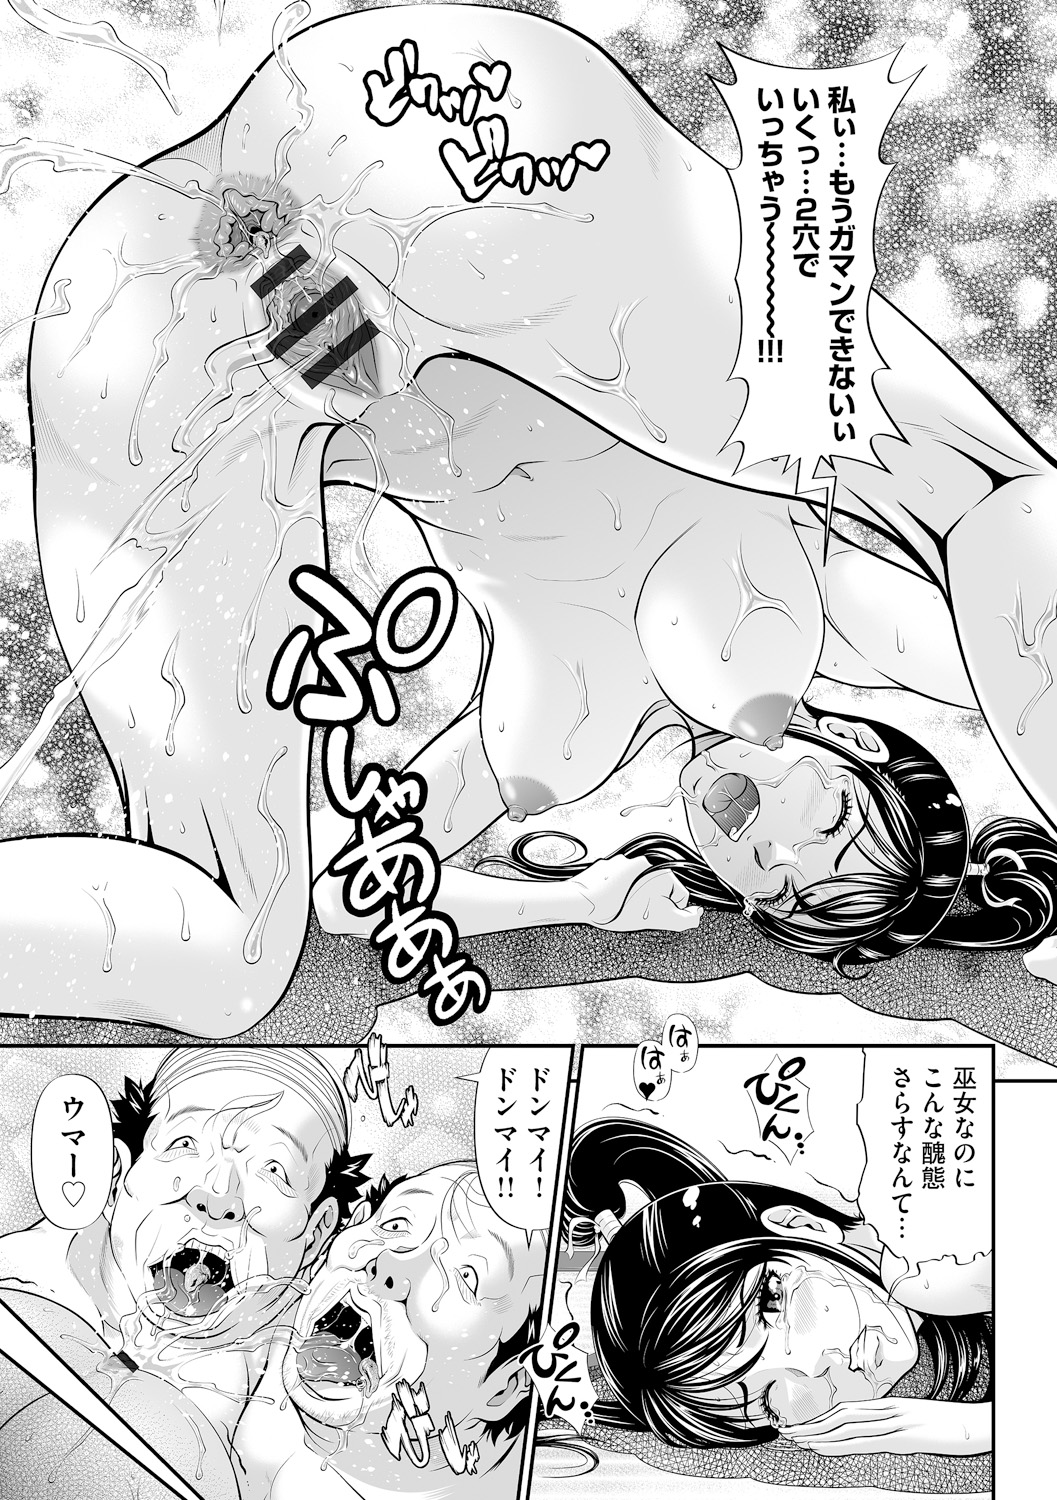 私ぃ…もうガマンできないぃ
いくっ…2穴で
いっちゃう〜〜〜〜〜!!!
ビクッ♡
ビクッ♡
ぷしゃあああぁぁ
巫女なのに
こんな醜態
さらすなんて…
はぁ
はぁ♥
ぴくん…
ぴくん…
ドンマイ!
ドンマイ!!
ウマー♡